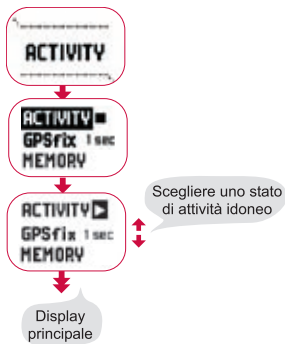 ACTIVITY
ACTIVITY
GPSfix 1 sec
MEMORY
ACTIVITY
GPSfix 1 sec
MEMORY
Scegliere uno stato
di attività idoneo
Display
principale